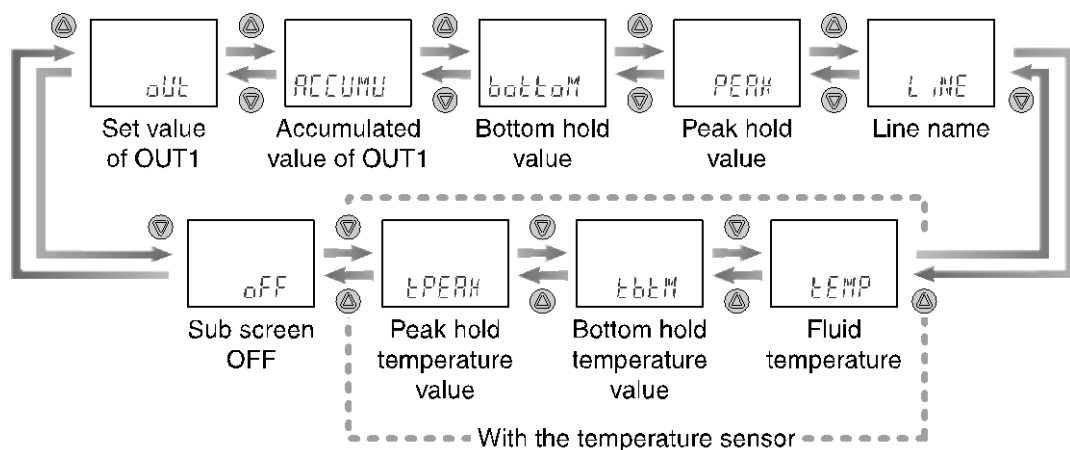 oUt
ACCUMU
bottoM
PEAK
LiNE
Set value
of OUT1
Accumulated
value of OUT1
Bottom hold
value
Peak hold
value
Line name
oFF
tPEAK
tbtM
tEMP
Sub screen
OFF
Peak hold
temperature
value
Bottom hold
temperature
value
Fluid
temperature
With the temperature sensor